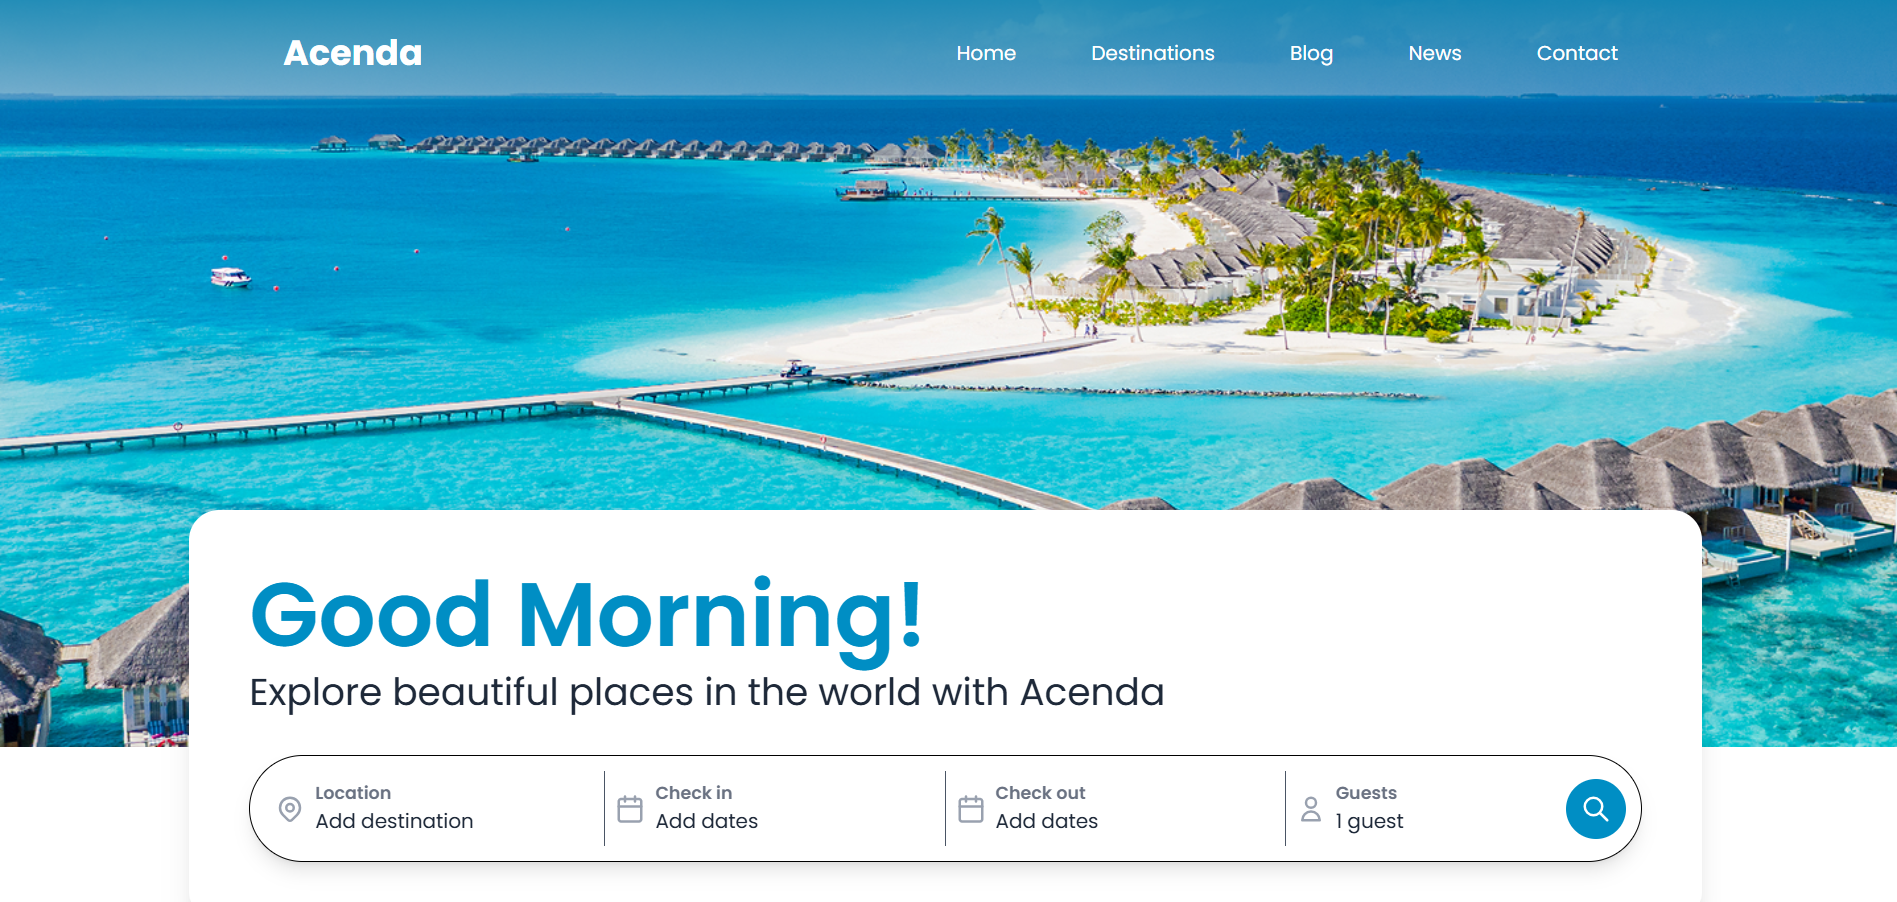 Acenda
Home
Destinations
Blog
News
Contact
Good Morning!
Explore beautiful places in the world with Acenda
Location
Add destination
Check in
Add dates
Check out
Add dates
Guests
1 guest